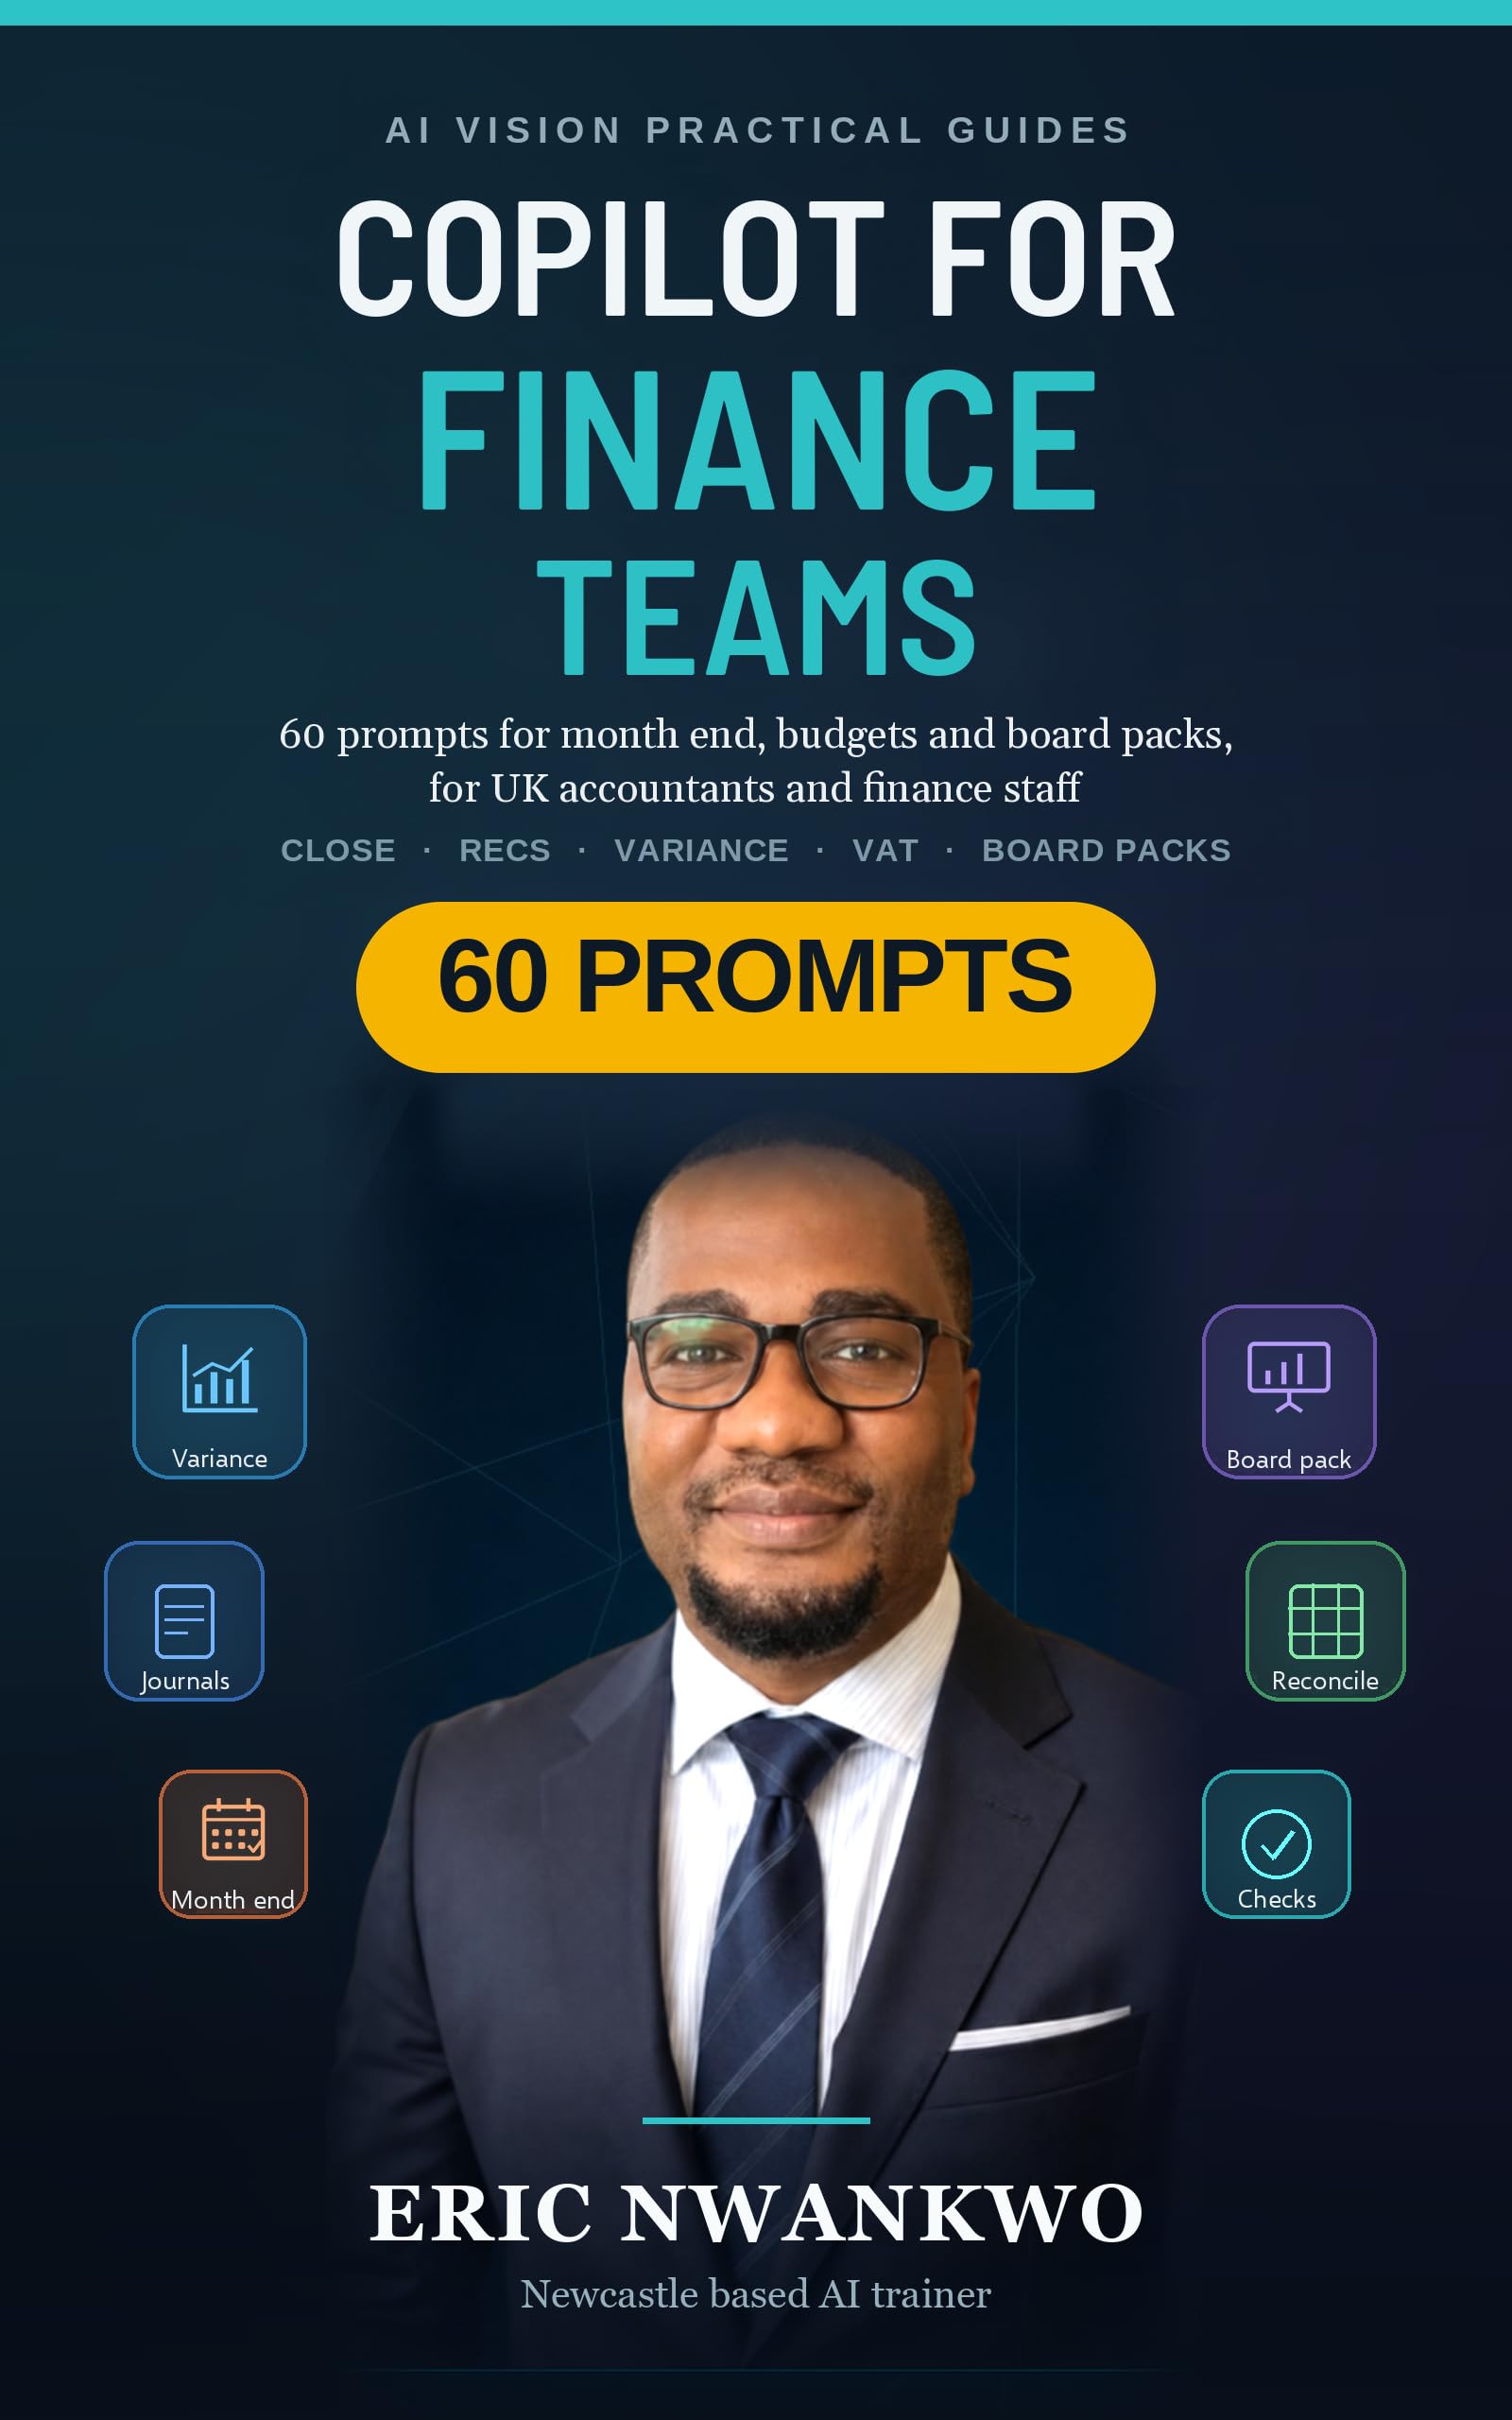 AI VISION PRACTICAL GUIDES
COPILOT FOR
FINANCE
TEAMS
60 prompts for month end, budgets and board packs,
for UK accountants and finance staff
CLOSE · RECS · VARIANCE · VAT · BOARD PACKS
60 PROMPTS
Variance
Board pack
Journals
Reconcile
Month end
Checks
ERIC NWANKWO
Newcastle based AI trainer